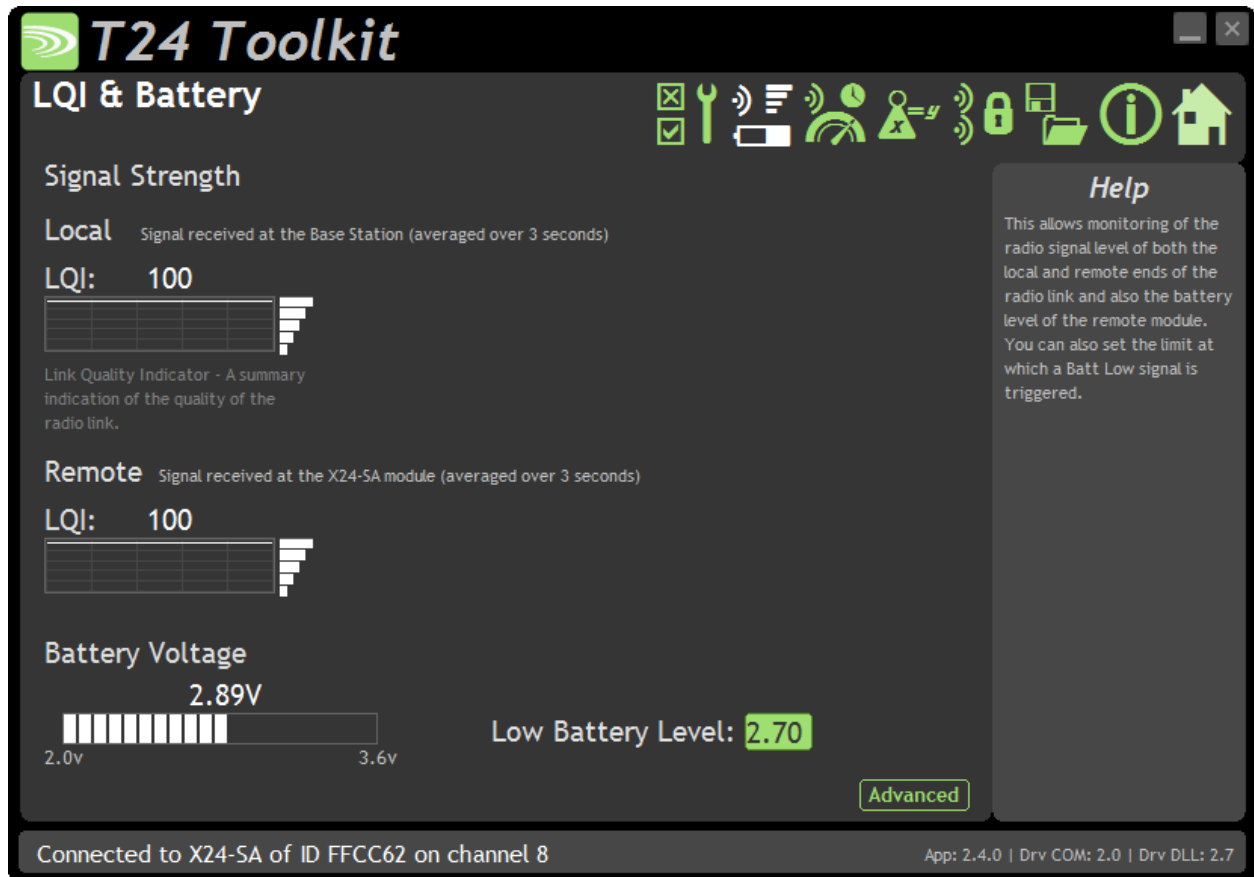 T24 Toolkit
LQI & Battery
x=y
Signal Strength
Local Signal received at the Base Station (averaged over 3 seconds)
LQI: 100
Link Quality Indicator - A summary
indication of the quality of the
radio link.
Remote Signal received at the X24-SA module (averaged over 3 seconds)
LQI: 100
Battery Voltage
2.89V
2.0v 3.6v
Low Battery Level: 2.70
Advanced
Help
This allows monitoring of the
radio signal level of both the
local and remote ends of the
radio link and also the battery
level of the remote module.
You can also set the limit at
which a Batt Low signal is
triggered.
Connected to X24-SA of ID FFCC62 on channel 8
App: 2.4.0 | Drv COM: 2.0 | Drv DLL: 2.7